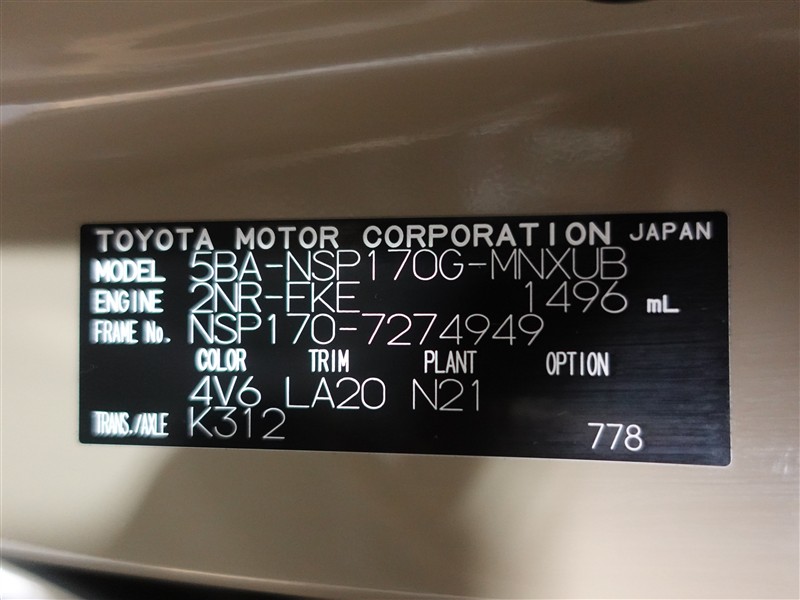 TOYOTA MOTOR CORPORATION JAPAN
MODEL 5BA-NSP170G-MNXUB
ENGINE 2NR-FKE 1496 mL
FRAME No. NSP170-7274949
COLOR TRIM PLANT OPTION
4V6 LA20 N21
TRANS./AXLE K312
778